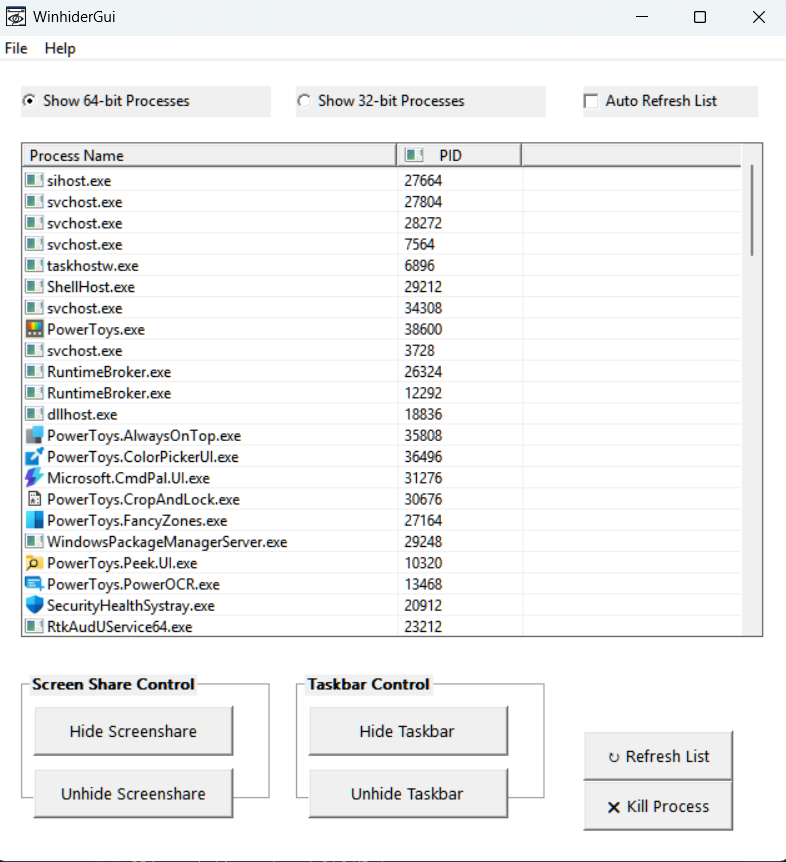 WinhiderGui
File Help
Show 64-bit Processes Show 32-bit Processes Auto Refresh List
Process Name PID
sihost.exe 27664
svchost.exe 27804
svchost.exe 28272
svchost.exe 7564
taskhostw.exe 6896
ShellHost.exe 29212
svchost.exe 34308
PowerToys.exe 38600
svchost.exe 3728
RuntimeBroker.exe 26324
RuntimeBroker.exe 12292
dllhost.exe 18836
PowerToys.AlwaysOnTop.exe 35808
PowerToys.ColorPickerUI.exe 36496
Microsoft.CmdPal.UI.exe 31276
PowerToys.CropAndLock.exe 30676
PowerToys.FancyZones.exe 27164
WindowsPackageManagerServer.exe 29248
PowerToys.Peek.UI.exe 10320
PowerToys.PowerOCR.exe 13468
SecurityHealthSystray.exe 20912
RtkAudUService64.exe 23212
Screen Share Control Taskbar Control
Hide Screenshare Hide Taskbar
↻ Refresh List
Unhide Screenshare Unhide Taskbar
✕ Kill Process